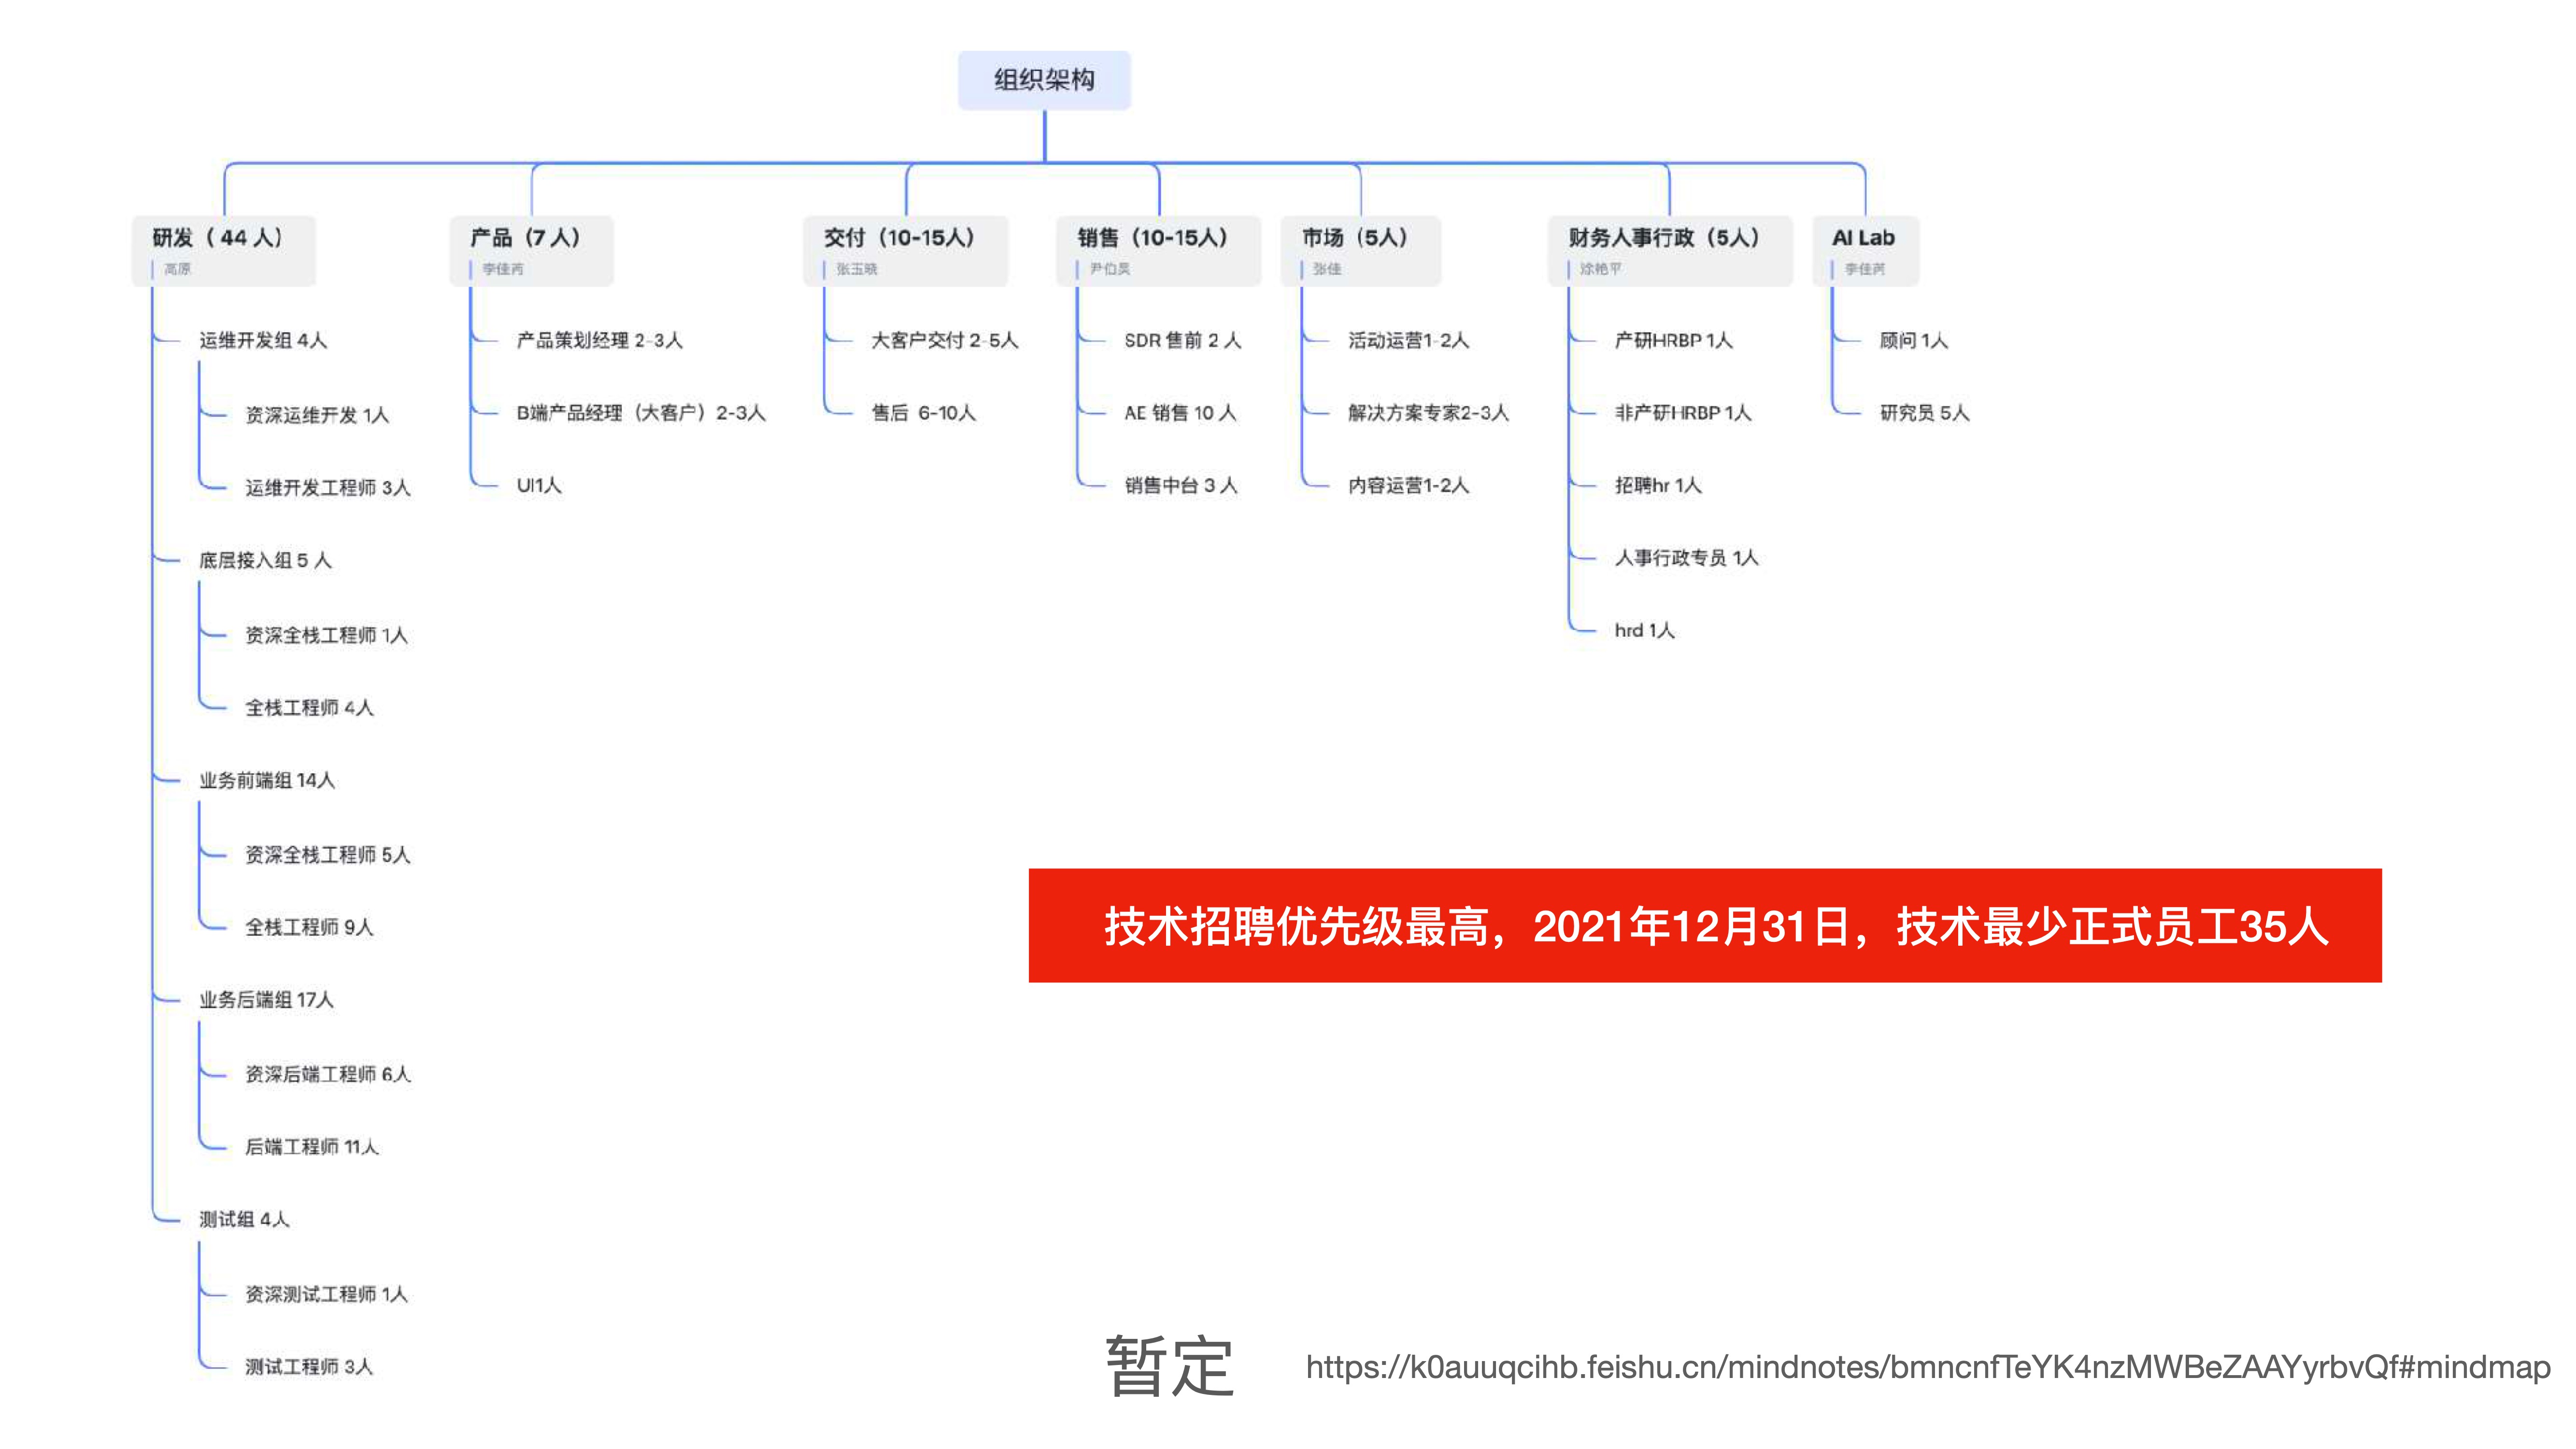 组织架构
研发（ 44 人）
高原
运维开发组 4人
资深运维开发 1人
运维开发工程师 3人
底层接入组 5 人
资深全栈工程师 1人
全栈工程师 4人
业务前端组 14人
资深全栈工程师 5人
全栈工程师 9人
业务后端组 17人
资深后端工程师 6人
后端工程师 11人
测试组 4人
资深测试工程师 1人
测试工程师 3人
产品（7 人）
李佳芮
产品策划经理 2-3人
B端产品经理（大客户）2-3人
UI1人
交付（10-15人）
张玉晓
大客户交付 2-5人
售后 6-10人
销售（10-15人）
尹伯昊
SDR 售前 2 人
AE 销售 10 人
销售中台 3 人
市场（5人）
张佳
活动运营1-2人
解决方案专家2-3人
内容运营1-2人
财务人事行政（5人）
涂艳平
产研HRBP 1人
非产研HRBP 1人
招聘hr 1人
人事行政专员 1人
hrd 1人
AI Lab
李佳芮
顾问 1人
研究员 5人
技术招聘优先级最高，2021年12月31日，技术最少正式员工35人
暂定
https://k0auuqcihb.feishu.cn/mindnotes/bmncnfTeYK4nzMWBeZAAYyrbvQf#mindmap